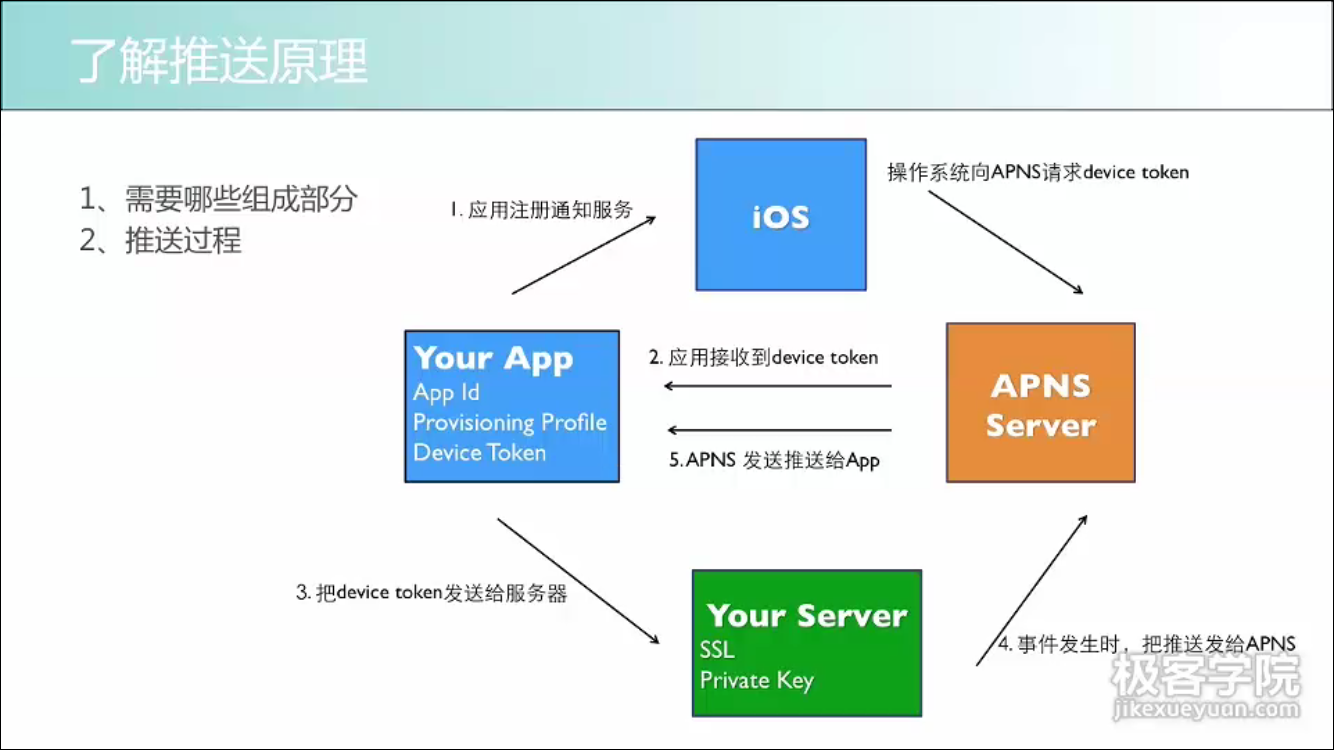 了解推送原理
1、需要哪些组成部分
2、推送过程
1. 应用注册通知服务
iOS
操作系统向APNS请求device token
Your App
App Id
Provisioning Profile
Device Token
2. 应用接收到device token
5.APNS 发送推送给App
APNS
Server
3. 把device token发送给服务器
Your Server
SSL
Private Key
4. 事件发生时，把推送发给APNS
极客学院
jikexueyuan.com